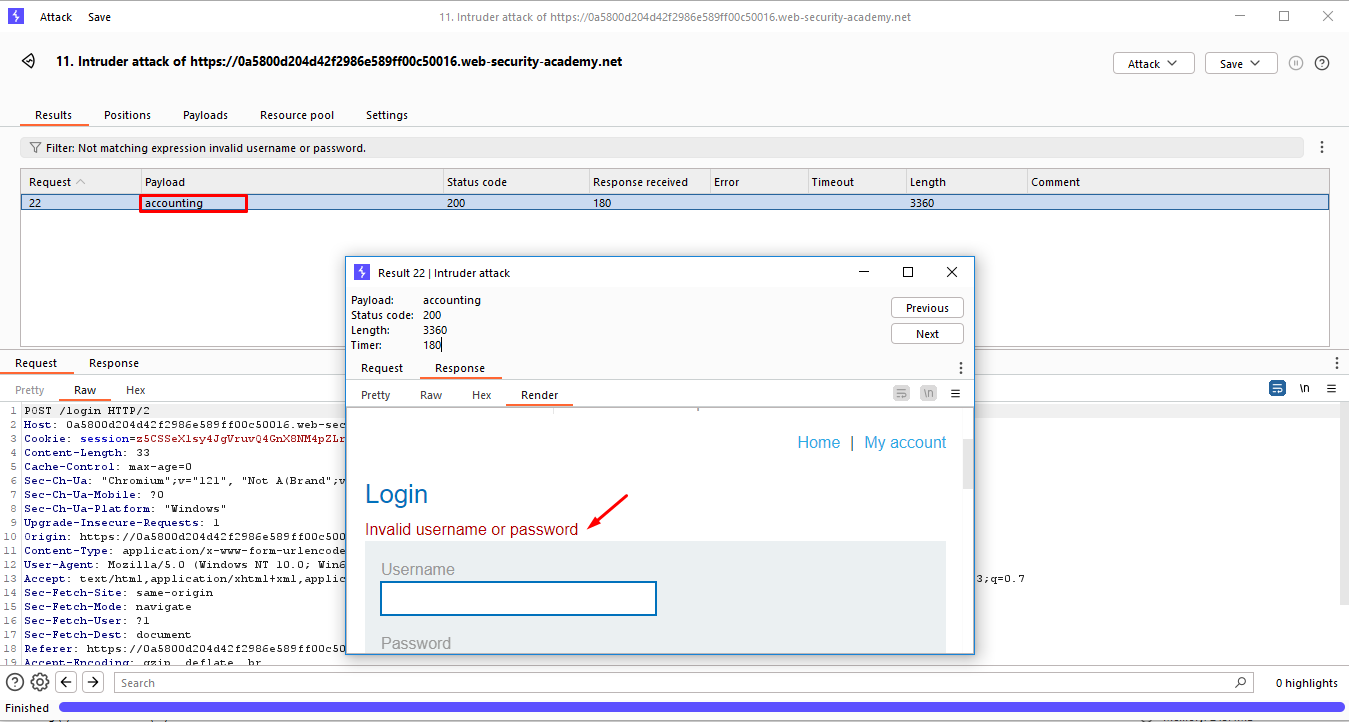 Attack Save 11. Intruder attack of https://0a5800d204d42f2986e589ff00c50016.web-security-academy.net
11. Intruder attack of https://0a5800d204d42f2986e589ff00c50016.web-security-academy.net Attack Save
Results Positions Payloads Resource pool Settings
Filter: Not matching expression invalid username or password.
Request Payload Status code Response received Error Timeout Length Comment
22 accounting 200 180 3360
Result 22 | Intruder attack
Payload: accounting
Status code: 200
Length: 3360
Timer: 180
Previous
Next
Request Response
Pretty Raw Hex Render
Home | My account
Login
Invalid username or password
Username
Password
Request Response
Pretty Raw Hex \n
1 POST /login HTTP/2
2 Host: 0a5800d204d42f2986e589ff00c50016.web-sec
3 Cookie: session=z5CSSeXlsy4JgVruvQ4GnX8NM4pZLr
4 Content-Length: 33
5 Cache-Control: max-age=0
6 Sec-Ch-Ua: "Chromium";v="121", "Not A(Brand";v
7 Sec-Ch-Ua-Mobile: ?0
8 Sec-Ch-Ua-Platform: "Windows"
9 Upgrade-Insecure-Requests: 1
10 Origin: https://0a5800d204d42f2986e589ff00c500
11 Content-Type: application/x-www-form-urlencode
12 User-Agent: Mozilla/5.0 (Windows NT 10.0; Win6
13 Accept: text/html,application/xhtml+xml,applic 3;q=0.7
14 Sec-Fetch-Site: same-origin
15 Sec-Fetch-Mode: navigate
16 Sec-Fetch-User: ?1
17 Sec-Fetch-Dest: document
18 Referer: https://0a5800d204d42f2986e589ff00c50
19 Accept-Encoding: gzip, deflate, br
Search 0 highlights
Finished